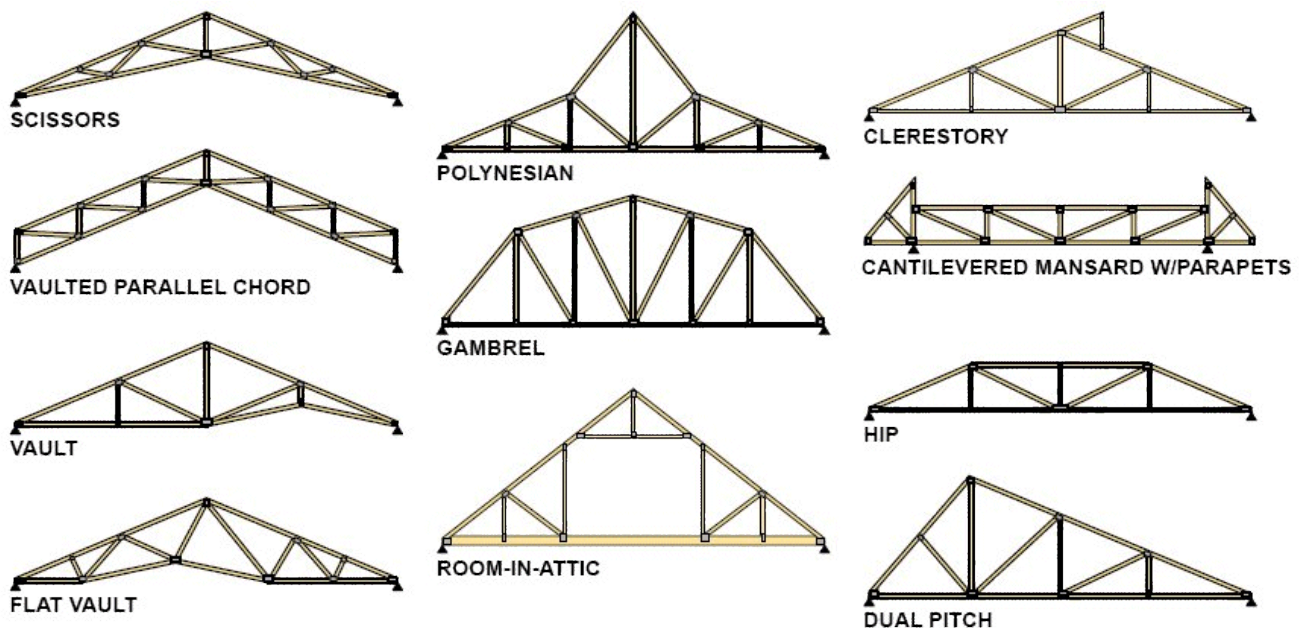 SCISSORS
VAULTED PARALLEL CHORD
VAULT
FLAT VAULT
POLYNESIAN
GAMBREL
ROOM-IN-ATTIC
CLERESTORY
CANTILEVERED MANSARD W/PARAPETS
HIP
DUAL PITCH